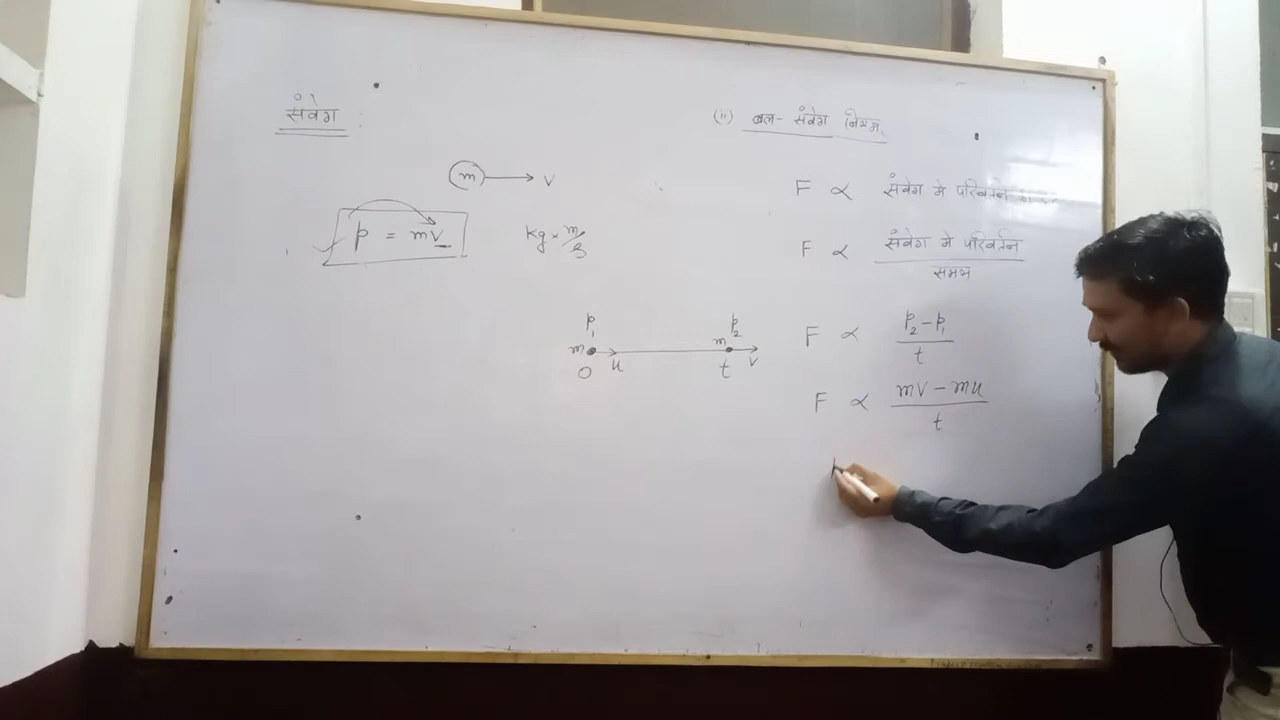 संवेग :
m → v
p = mv
Kg × m/s
p₁ p₂
m m
0 u t v
(ii) बल- संवेग नियम
F ∝ संवेग मे परिवर्तन
F ∝ संवेग मे परिवर्तन / समय
F ∝ p₂-p₁ / t
F ∝ mv - mu / t